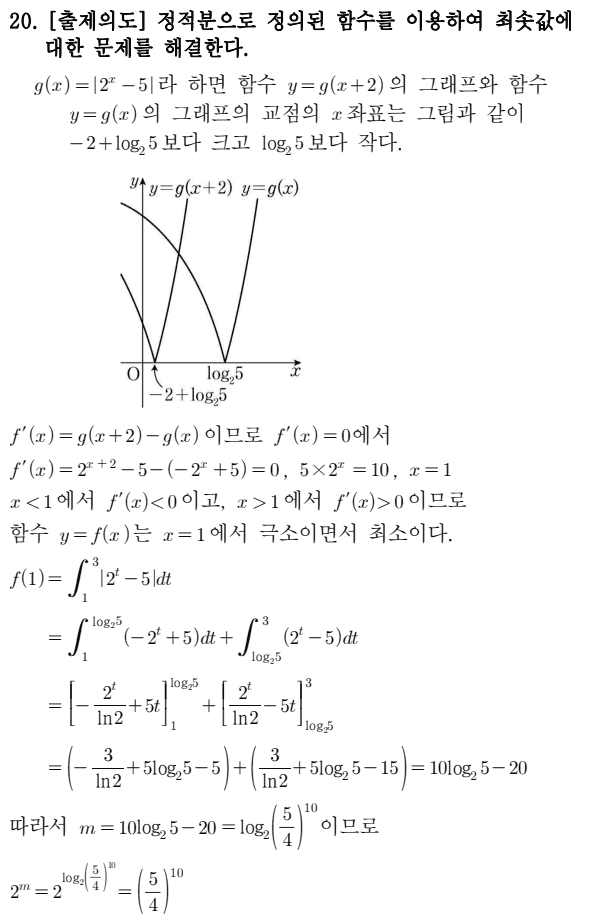 20. [출제의도] 정적분으로 정의된 함수를 이용하여 최솟값에
대한 문제를 해결한다.
g(x)=|2^x−5|라 하면 함수 y=g(x+2)의 그래프와 함수
y=g(x)의 그래프의 교점의 x좌표는 그림과 같이
−2+log₂5보다 크고 log₂5보다 작다.
y y=g(x+2) y=g(x)
O log₂5 x
−2+log₂5
f′(x)=g(x+2)−g(x)이므로 f′(x)=0에서
f′(x)=2^{x+2}−5−(−2^x+5)=0, 5×2^x=10, x=1
x<1에서 f′(x)<0이고, x>1에서 f′(x)>0이므로
함수 y=f(x)는 x=1에서 극소이면서 최소이다.
f(1)=∫_1^3|2^t−5|dt
=∫_1^{log₂5}(−2^t+5)dt+∫_{log₂5}^3(2^t−5)dt
=[−2^t/ln2+5t]_1^{log₂5}+[2^t/ln2−5t]_{log₂5}^3
=(−3/ln2+5log₂5−5)+(3/ln2+5log₂5−15)=10log₂5−20
따라서 m=10log₂5−20=log₂(5/4)^{10}이므로
2^m=2^{log₂(5/4)^{10}}=(5/4)^{10}